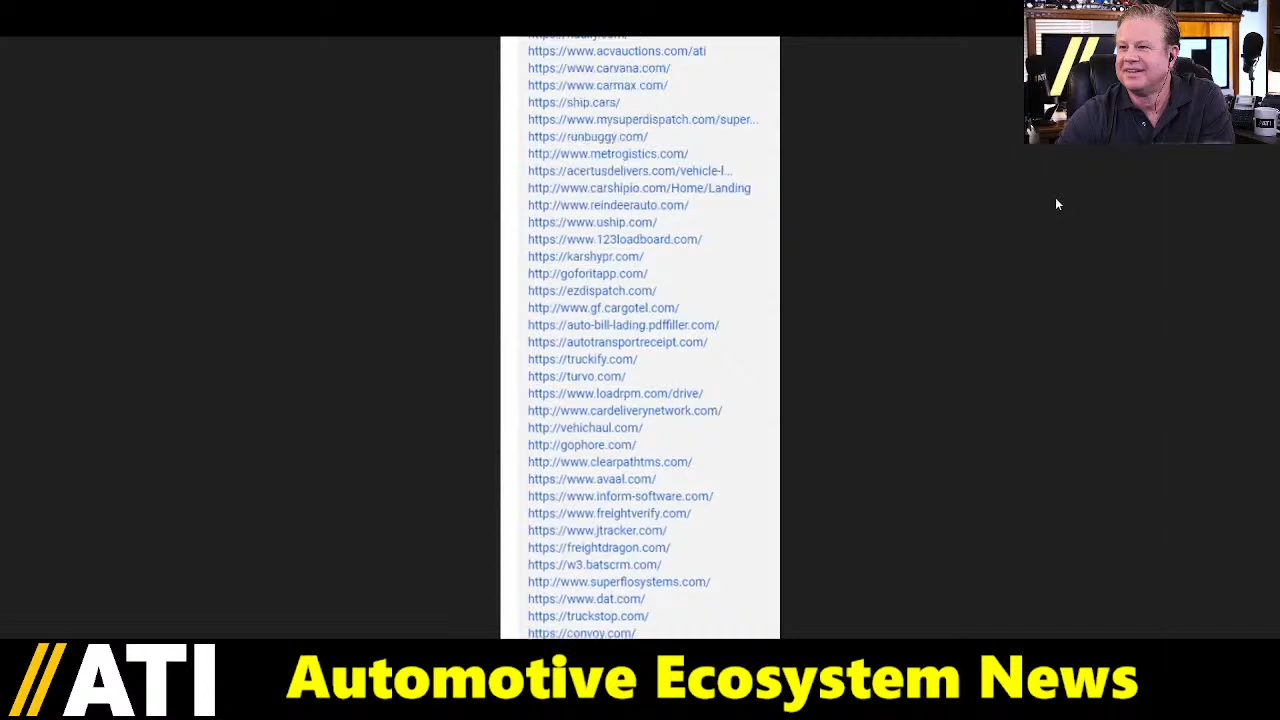 https://www.acvauctions.com/ati
https://www.carvana.com/
https://www.carmax.com/
https://ship.cars/
https://www.mysuperdispatch.com/super...
https://runbuggy.com/
http://www.metrogistics.com/
https://acertusdelivers.com/vehicle-l...
http://www.carshipio.com/Home/Landing
http://www.reindeerauto.com/
https://www.uship.com/
https://www.123loadboard.com/
https://karshypr.com/
http://goforitapp.com/
https://ezdispatch.com/
http://www.gf.cargotel.com/
https://auto-bill-lading.pdffiller.com/
https://autotransportreceipt.com/
https://truckify.com/
https://turvo.com/
https://www.loadrpm.com/drive/
http://www.cardeliverynetwork.com/
http://vehichaul.com/
http://gophore.com/
http://www.clearpathtms.com/
https://www.avaal.com/
https://www.inform-software.com/
https://www.freightverify.com/
https://www.jtracker.com/
https://freightdragon.com/
https://w3.batscrm.com/
http://www.superflosystems.com/
https://www.dat.com/
https://truckstop.com/
https://convoy.com/
//ATI
Automotive Ecosystem News
//ATI